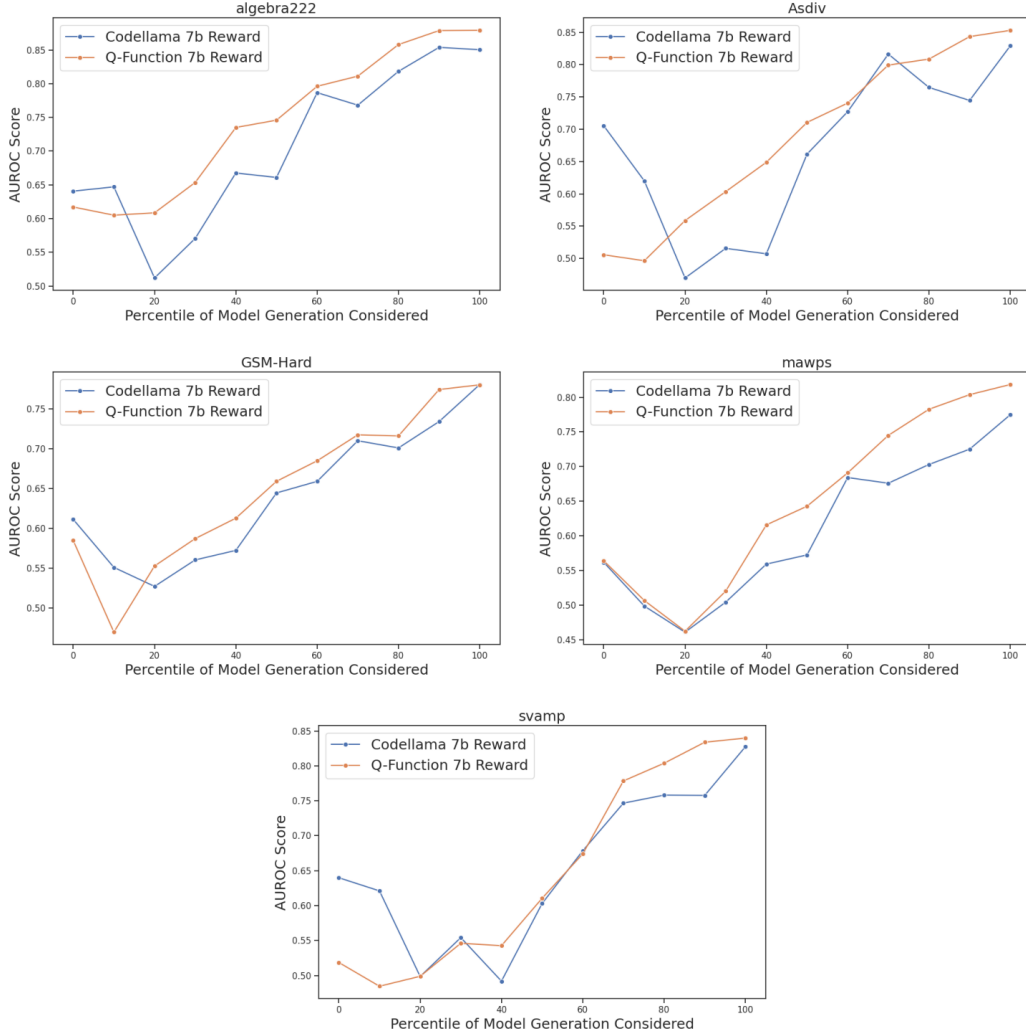 algebra222
Codellama 7b Reward
Q-Function 7b Reward
AUROC Score
0.85
0.80
0.75
0.70
0.65
0.60
0.55
0.50
0 20 40 60 80 100
Percentile of Model Generation Considered
Asdiv
Codellama 7b Reward
Q-Function 7b Reward
AUROC Score
0.85
0.80
0.75
0.70
0.65
0.60
0.55
0.50
0 20 40 60 80 100
Percentile of Model Generation Considered
GSM-Hard
Codellama 7b Reward
Q-Function 7b Reward
AUROC Score
0.75
0.70
0.65
0.60
0.55
0.50
0 20 40 60 80 100
Percentile of Model Generation Considered
mawps
Codellama 7b Reward
Q-Function 7b Reward
AUROC Score
0.80
0.75
0.70
0.65
0.60
0.55
0.50
0.45
0 20 40 60 80 100
Percentile of Model Generation Considered
svamp
Codellama 7b Reward
Q-Function 7b Reward
AUROC Score
0.85
0.80
0.75
0.70
0.65
0.60
0.55
0.50
0 20 40 60 80 100
Percentile of Model Generation Considered